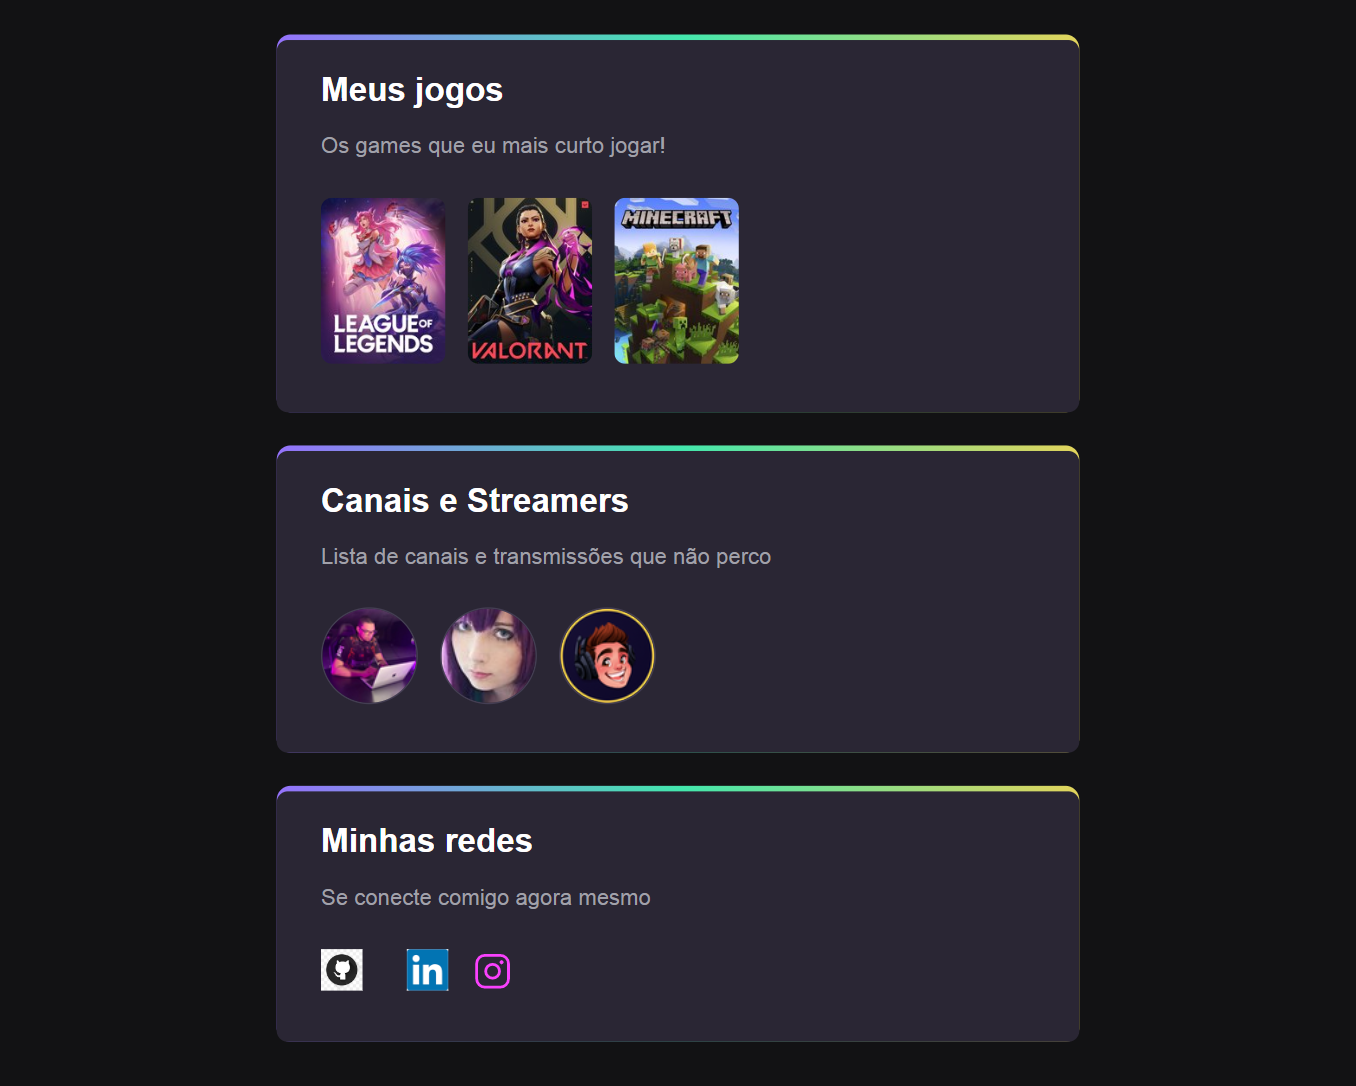 Meus jogos
Os games que eu mais curto jogar!
LEAGUE OF
LEGENDS
VALORANT
MINECRAFT
Canais e Streamers
Lista de canais e transmissões que não perco
Minhas redes
Se conecte comigo agora mesmo
in